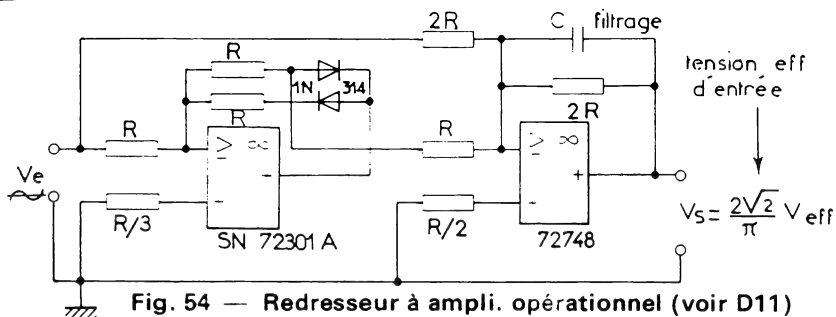 2R
C filtrage
R
1N 314
R
2R
tension eff
d'entrée
R
R
Ve
R/3
SN 72301 A
R/2
72748
Vs = 2√2/π Veff
Fig. 54 — Redresseur à ampli. opérationnel (voir D11)